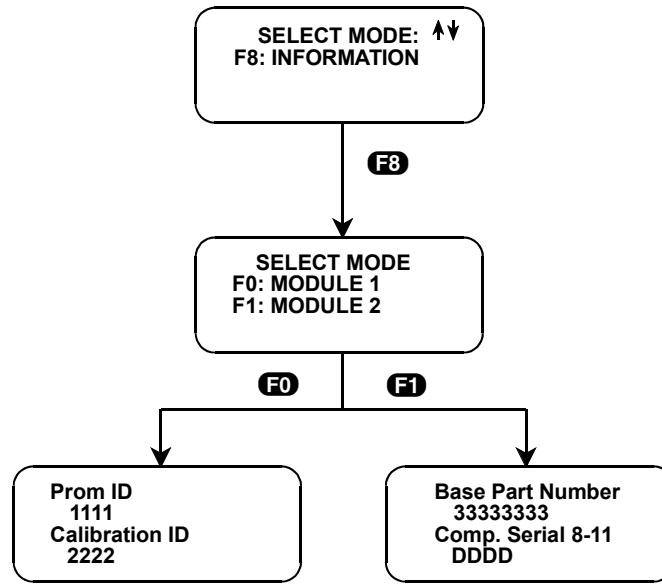 SELECT MODE:
F8: INFORMATION
F8
SELECT MODE
F0: MODULE 1
F1: MODULE 2
F0
F1
Prom ID
1111
Calibration ID
2222
Base Part Number
33333333
Comp. Serial 8-11
DDDD